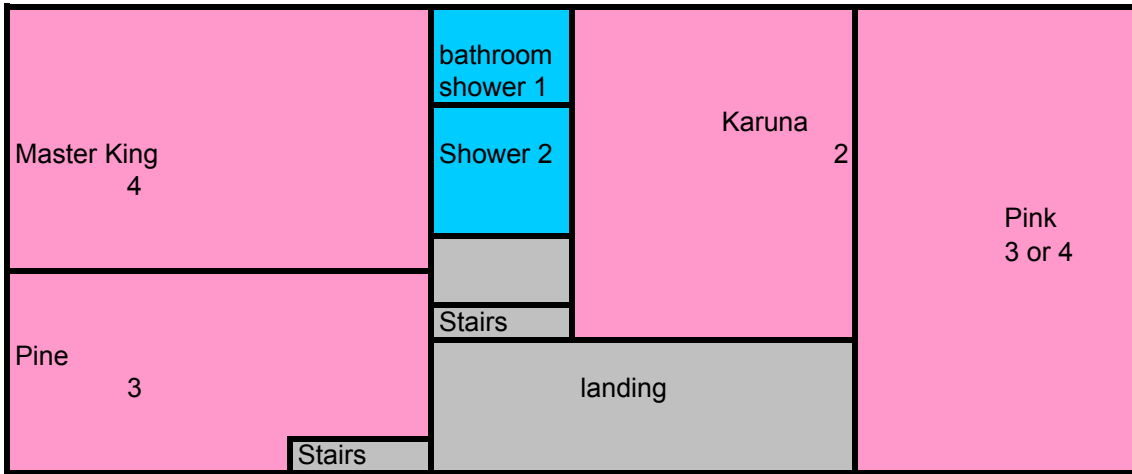 bathroom
shower 1
Karuna
2
Master King
4
Shower 2
Pink
3 or 4
Stairs
Pine
3
landing
Stairs